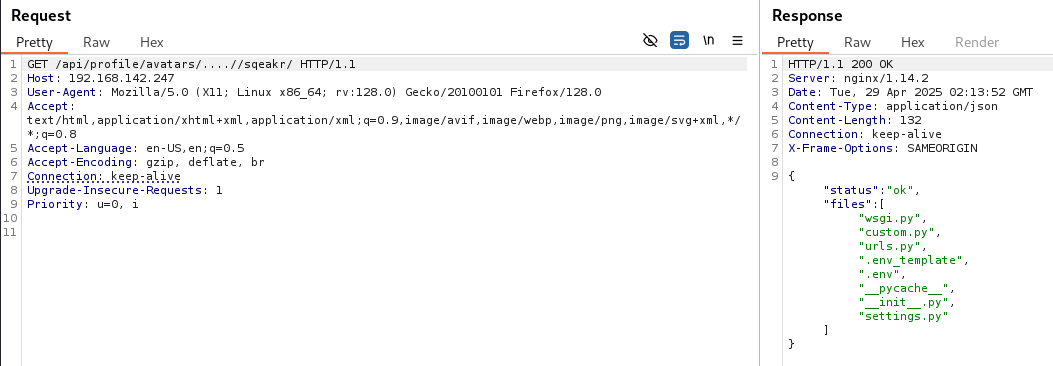 Request
Pretty Raw Hex
\n
1 GET /api/profile/avatars/....//sqeakr/ HTTP/1.1
2 Host: 192.168.142.247
3 User-Agent: Mozilla/5.0 (X11; Linux x86_64; rv:128.0) Gecko/20100101 Firefox/128.0
4 Accept:
text/html,application/xhtml+xml,application/xml;q=0.9,image/avif,image/webp,image/png,image/svg+xml,*/
*;q=0.8
5 Accept-Language: en-US,en;q=0.5
6 Accept-Encoding: gzip, deflate, br
7 Connection: keep-alive
8 Upgrade-Insecure-Requests: 1
9 Priority: u=0, i
10
11
Response
Pretty Raw Hex Render
1 HTTP/1.1 200 OK
2 Server: nginx/1.14.2
3 Date: Tue, 29 Apr 2025 02:13:52 GMT
4 Content-Type: application/json
5 Content-Length: 132
6 Connection: keep-alive
7 X-Frame-Options: SAMEORIGIN
8
9 {
"status":"ok",
"files":[
"wsgi.py",
"custom.py",
"urls.py",
".env_template",
".env",
"__pycache__",
"__init__.py",
"settings.py"
]
}